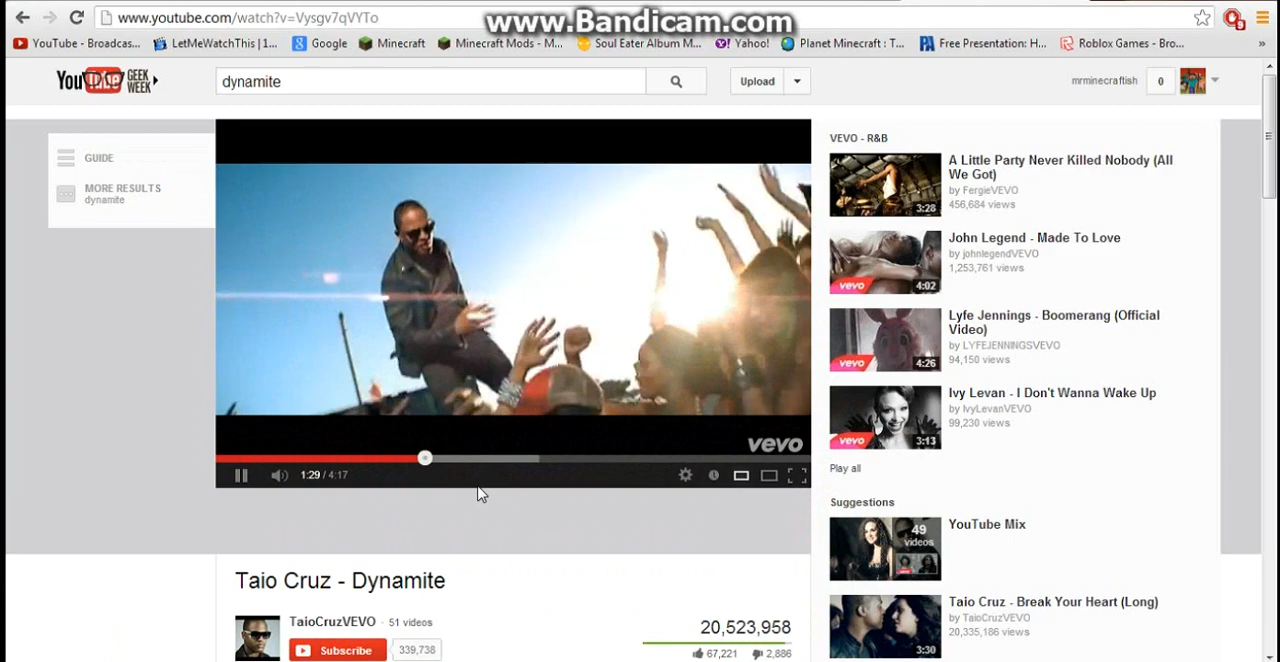 www.youtube.com/watch?v=Vysgv7qVYTo
www.Bandicam.com
9
YouTube - Broadcas...
LetMeWatchThis | 1...
Google
Minecraft
Minecraft Mods - M...
Soul Eater Album M...
Yahoo!
Planet Minecraft : T...
Free Presentation: H...
Roblox Games - Bro...
»
YouTube GEEK WEEK
dynamite
Upload
mrminecraftish
0
GUIDE
MORE RESULTS
dynamite
vevo
1:29 / 4:17
Taio Cruz - Dynamite
TaioCruzVEVO · 51 videos
Subscribe 339,738
20,523,958
67,221 2,886
VEVO - R&B
3:28
A Little Party Never Killed Nobody (All
We Got)
by FergieVEVO
456,684 views
vevo 4:02
John Legend - Made To Love
by johnlegendVEVO
1,253,761 views
vevo 4:26
Lyfe Jennings - Boomerang (Official
Video)
by LYFEJENNINGSVEVO
94,150 views
vevo 3:13
Ivy Levan - I Don't Wanna Wake Up
by IvyLevanVEVO
99,230 views
Play all
Suggestions
49
videos
YouTube Mix
3:30
Taio Cruz - Break Your Heart (Long)
by TaioCruzVEVO
20,335,186 views